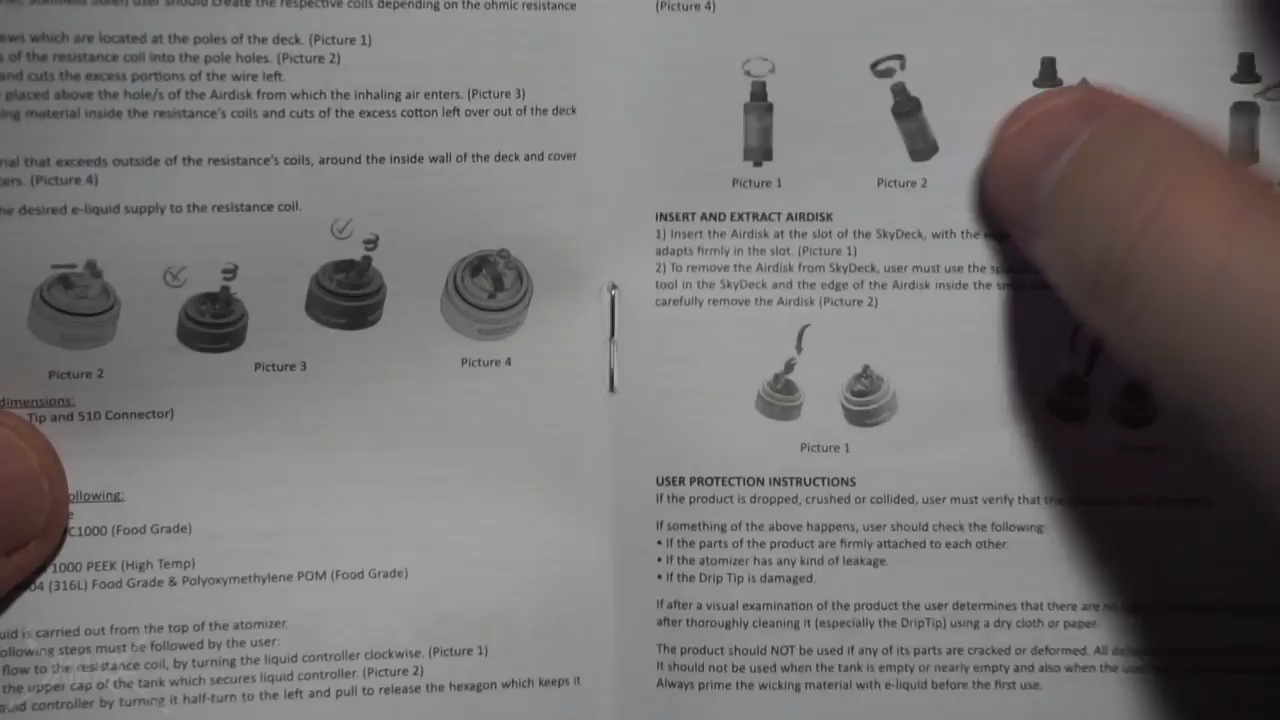 user should create the respective coils depending on the ohmic resistance
ews which are located at the poles of the deck. (Picture 1)
s of the resistance coil into the pole holes. (Picture 2)
and cuts the excess portions of the wire left.
placed above the hole/s of the Airdisk from which the inhaling air enters. (Picture 3)
ing material inside the resistance's coils and cuts of the excess cotton left over out of the deck
rial that exceeds outside of the resistance's coils, around the inside wall of the deck and cover
ers. (Picture 4)
he desired e-liquid supply to the resistance coil.
Picture 2
Picture 3
Picture 4
dimensions:
Tip and 510 Connector)
ollowing:
e
C1000 (Food Grade)
1000 PEEK (High Temp)
04 (316L) Food Grade & Polyoxymethylene POM (Food Grade)
uid is carried out from the top of the atomizer.
ollowing steps must be followed by the user:
flow to the resistance coil, by turning the liquid controller clockwise. (Picture 1)
the upper cap of the tank which secures liquid controller. (Picture 2)
quid controller by turning it half-turn to the left and pull to release the hexagon which keeps it
(Picture 4)
Picture 1
Picture 2
INSERT AND EXTRACT AIRDISK
1) Insert the Airdisk at the slot of the SkyDeck, with the
adapts firmly in the slot. (Picture 1)
2) To remove the Airdisk from SkyDeck, user must use the
tool in the SkyDeck and the edge of the Airdisk inside the
carefully remove the Airdisk (Picture 2)
Picture 1
USER PROTECTION INSTRUCTIONS
If the product is dropped, crushed or collided, user must verify that
If something of the above happens, user should check the following
• If the parts of the product are firmly attached to each other.
• If the atomizer has any kind of leakage.
• If the Drip Tip is damaged.
If after a visual examination of the product the user determines that there are
after thoroughly cleaning it (especially the DripTip) using a dry cloth or paper.
The product should NOT be used if any of its parts are cracked or deformed. All
It should not be used when the tank is empty or nearly empty and also when the
Always prime the wicking material with e-liquid before the first use.